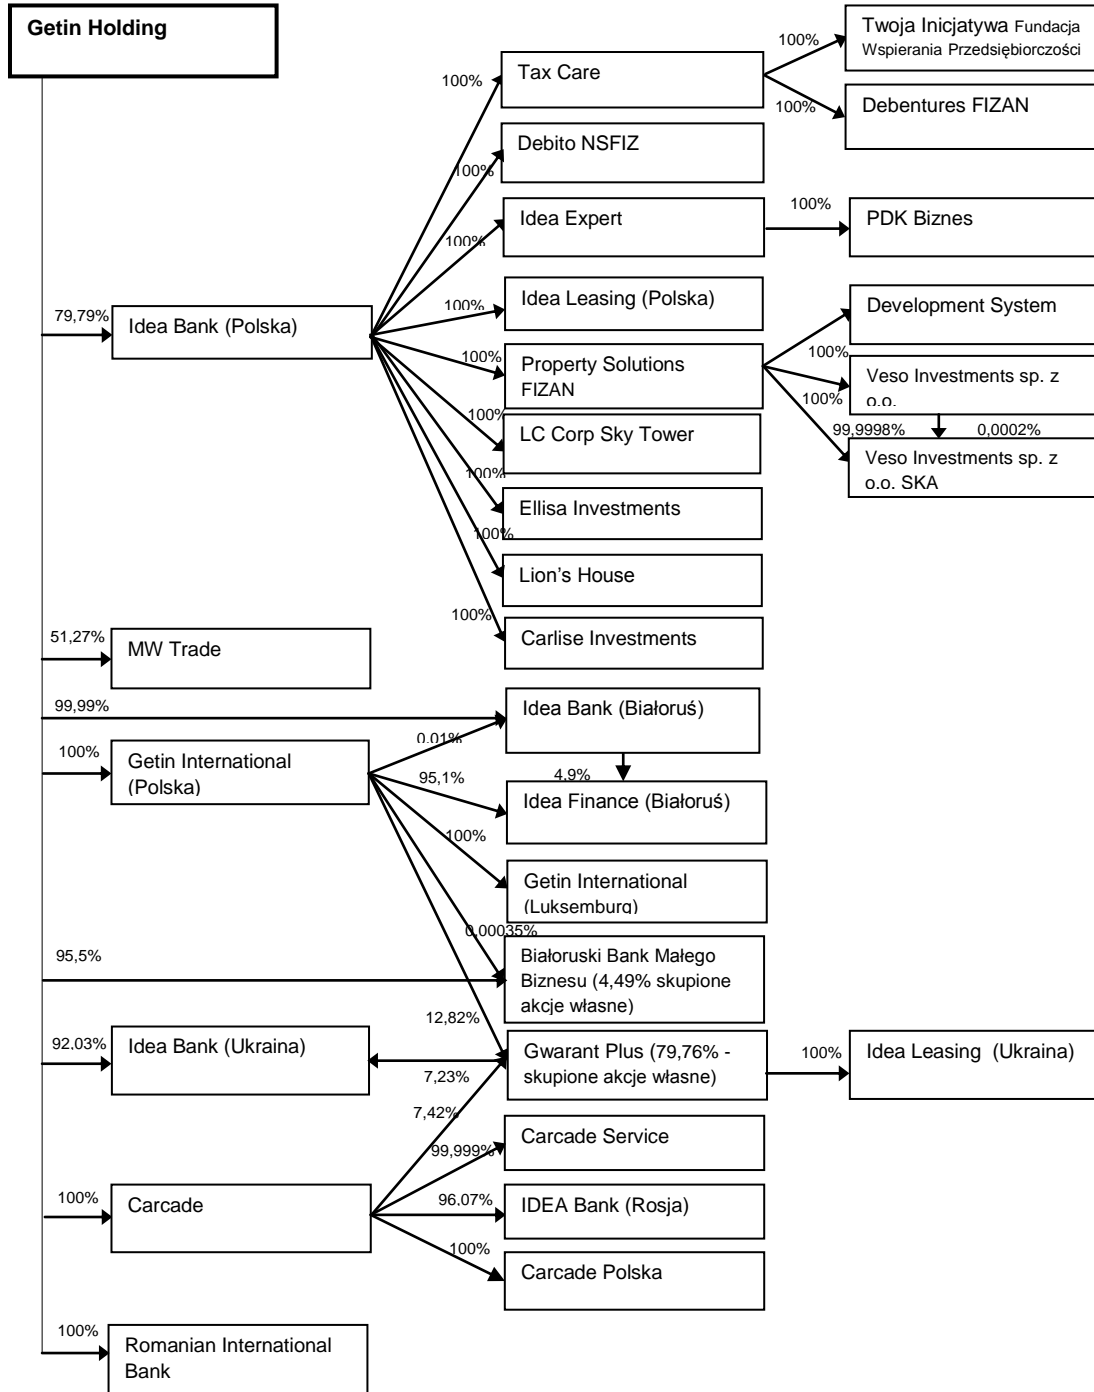 Getin Holding
Twoja Inicjatywa Fundacja
Wspierania Przedsiębiorczości
100%
Tax Care
100%
100%
Debentures FIZAN
Debito NSFIZ
100%
Idea Expert
100%
PDK Biznes
100%
79,79%
Idea Bank (Polska)
100%
Idea Leasing (Polska)
Development System
100%
Property Solutions
FIZAN
100%
Veso Investments sp. z
o.o.
100%
99,9998%
0,0002%
Veso Investments sp. z
o.o. SKA
100%
LC Corp Sky Tower
100%
Ellisa Investments
100%
Lion's House
100%
Carlise Investments
51,27%
MW Trade
99,99%
Idea Bank (Białoruś)
0,01%
100%
Getin International
(Polska)
95,1%
4,9%
Idea Finance (Białoruś)
100%
Getin International
(Luksemburg)
0,00035%
95,5%
Białoruski Bank Małego
Biznesu (4,49% skupione
akcje własne)
12,82%
92,03%
Idea Bank (Ukraina)
7,23%
Gwarant Plus (79,76% -
skupione akcje własne)
100%
Idea Leasing (Ukraina)
7,42%
99,999%
Carcade Service
100%
Carcade
96,07%
IDEA Bank (Rosja)
100%
Carcade Polska
100%
Romanian International
Bank